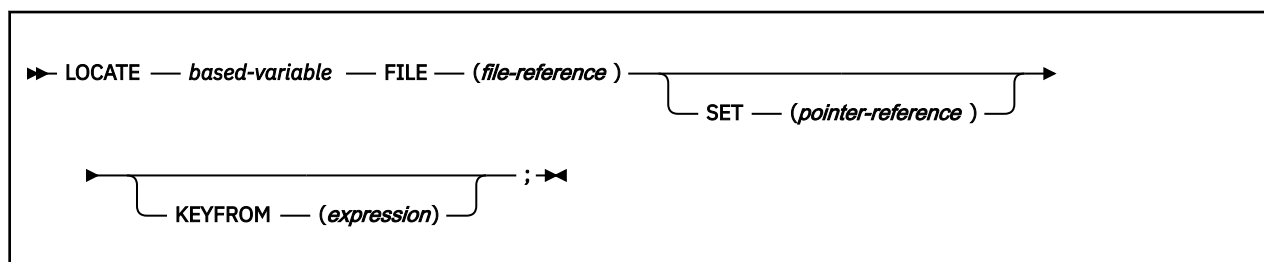 LOCATE based-variable FILE (file-reference )
SET (pointer-reference )
;
KEYFROM (expression)